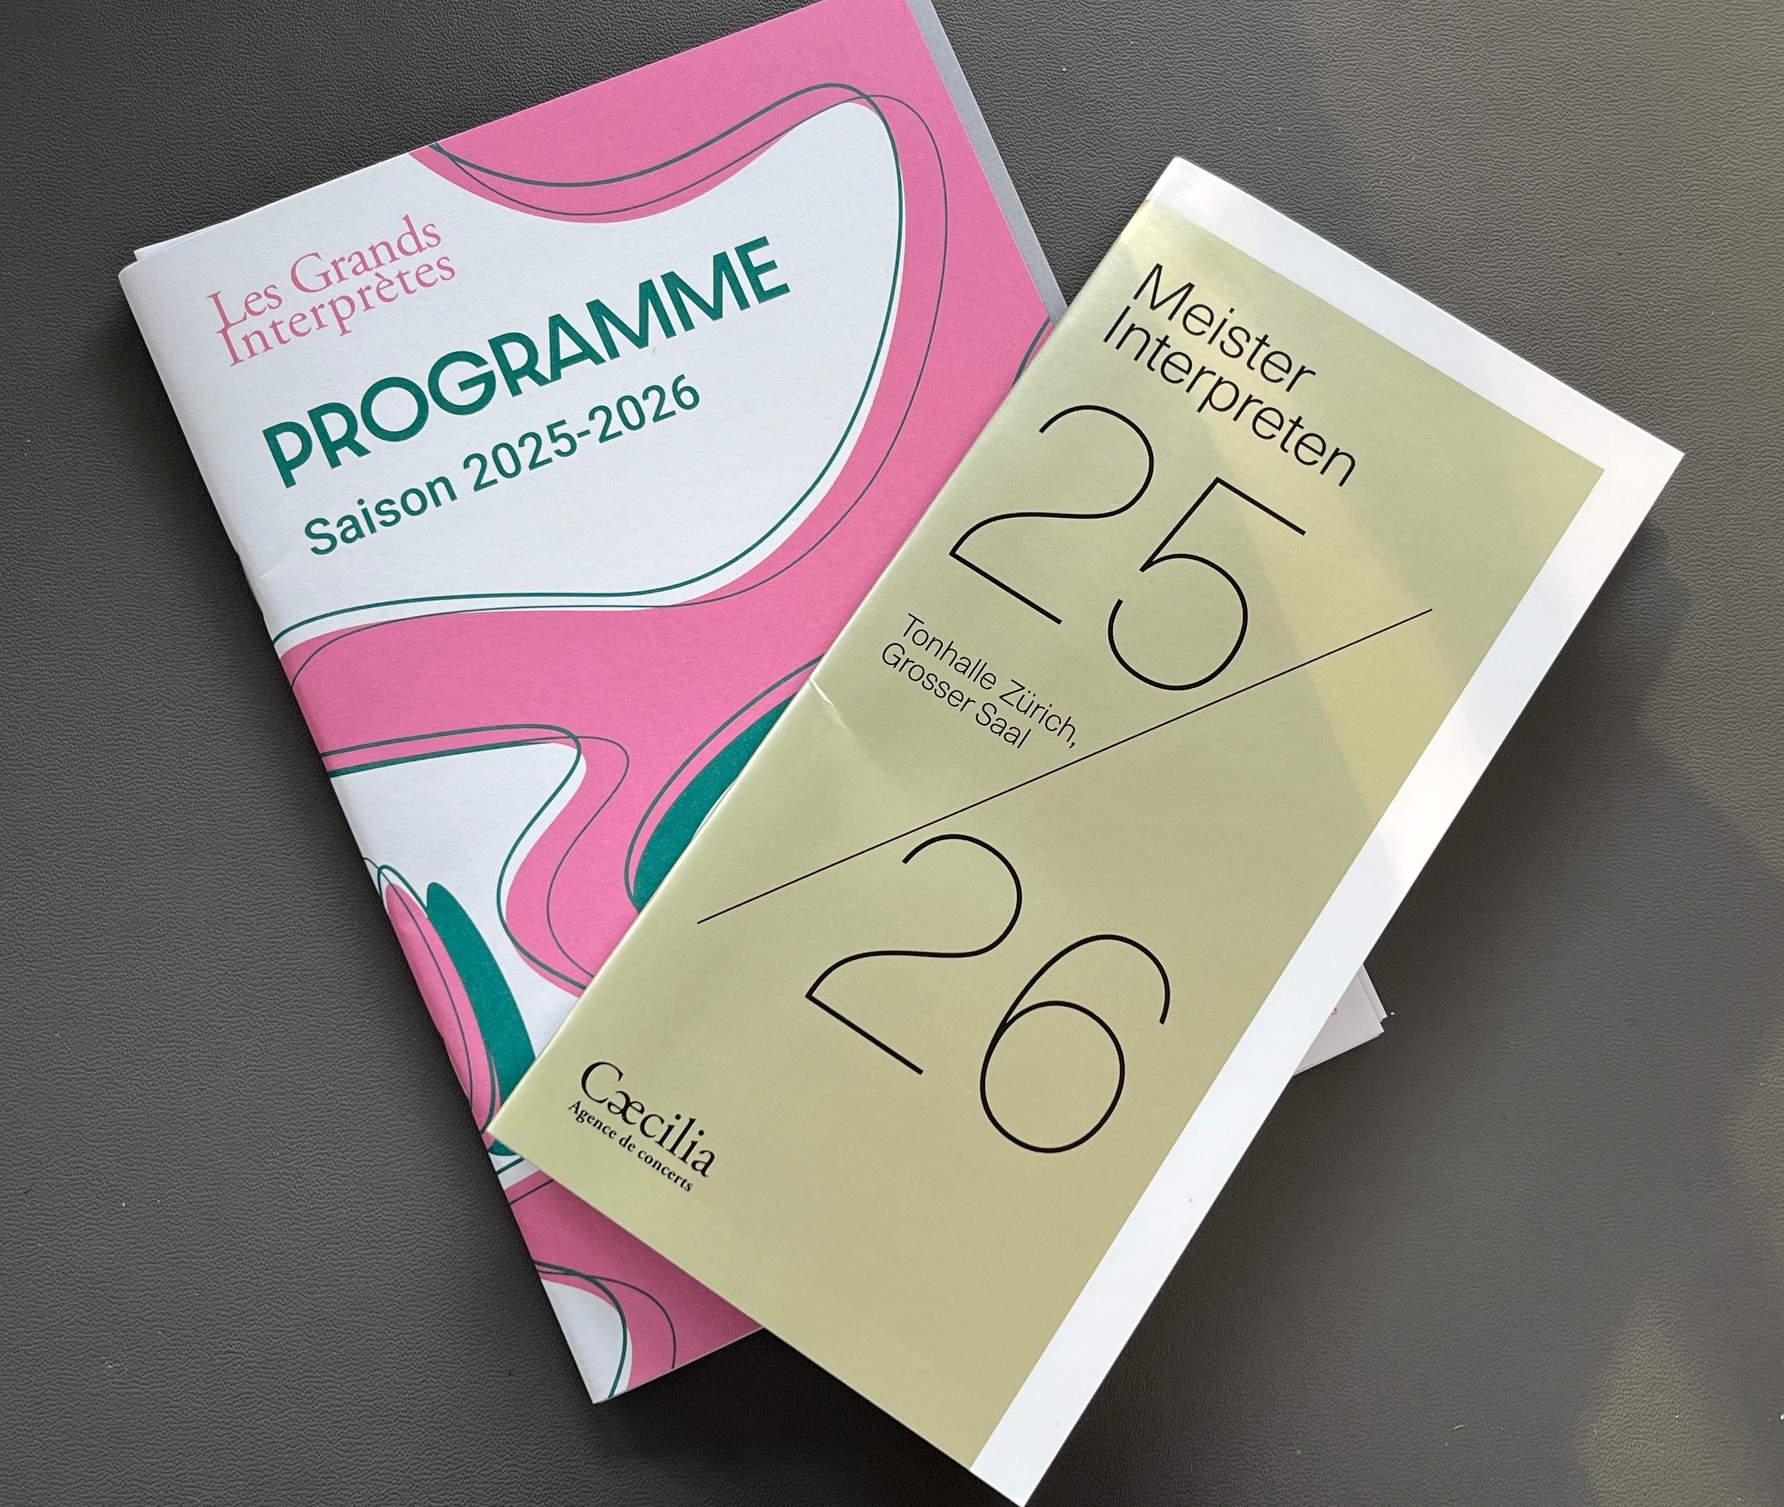 Les Grands
Interprètes
PROGRAMME
Saison 2025-2026
Meister
Interpreten
25
Tonhalle Zürich,
Grosser Saal
26
Cæcilia
Agence de concerts